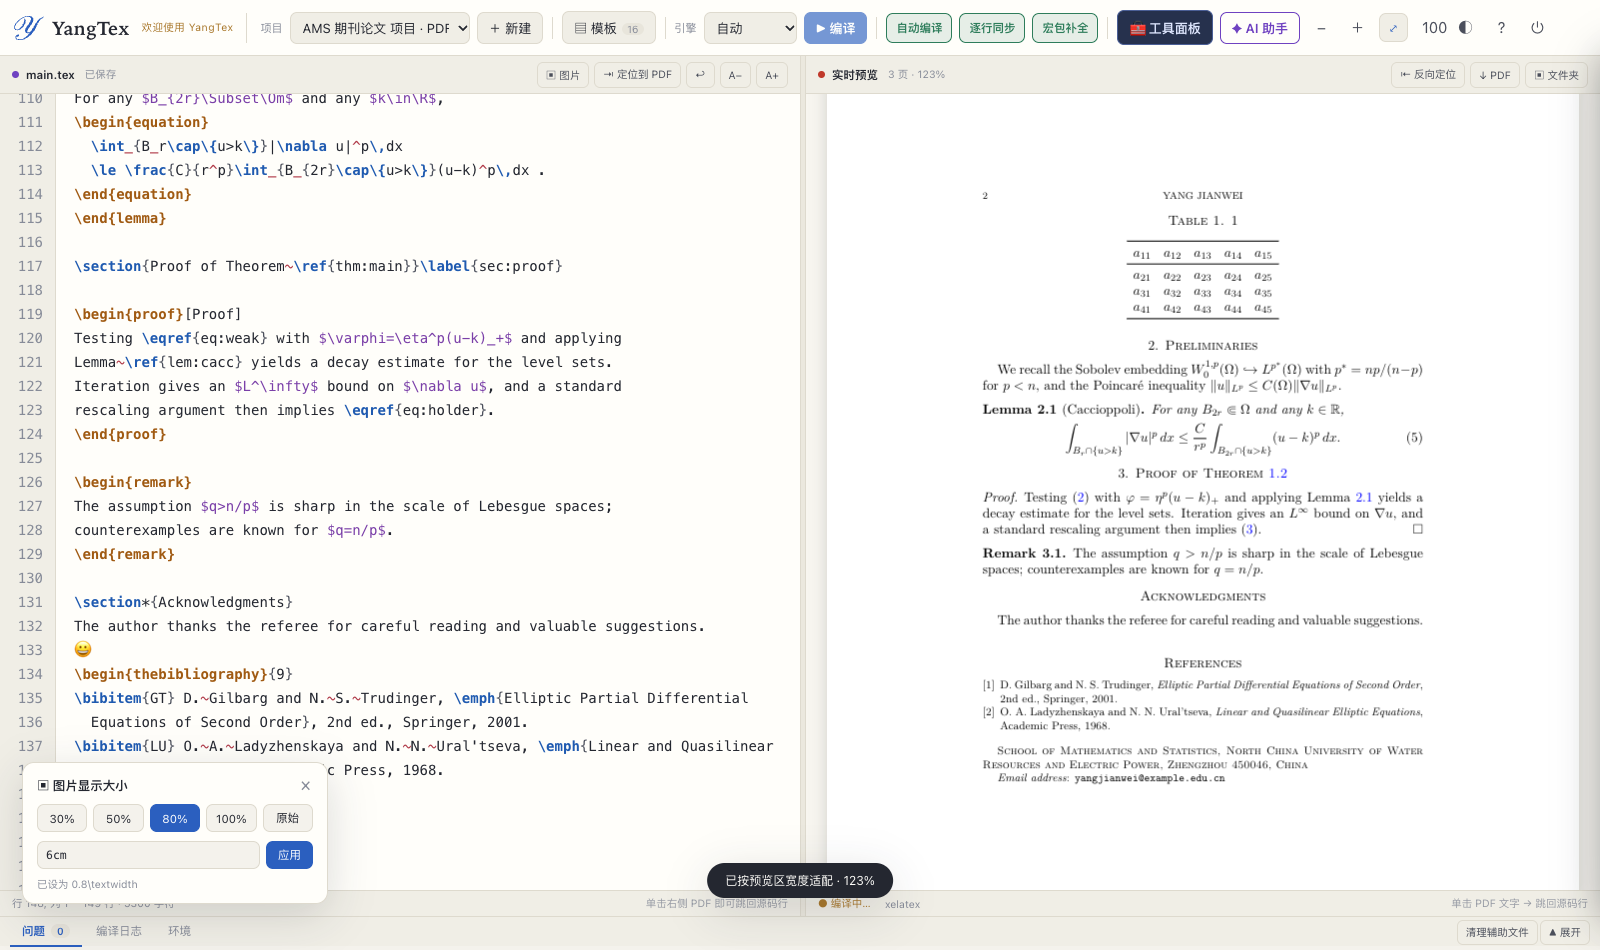 YangTex 欢迎使用 YangTex 项目 AMS 期刊论文 项目 · PDF + 新建 模板 16 引擎 自动 编译 自动编译 逐行同步 宏包补全 工具面板 AI 助手 − + 100 ?
main.tex 已保存 图片 定位到 PDF A− A+
110 For any $B_{2r}\Subset\Om$ and any $k\in\R$,
111 \begin{equation}
112 \int_{B_r\cap\{u>k\}}|\nabla u|^p\,dx
113 \le \frac{C}{r^p}\int_{B_{2r}\cap\{u>k\}}(u-k)^p\,dx .
114 \end{equation}
115 \end{lemma}
116
117 \section{Proof of Theorem~\ref{thm:main}}\label{sec:proof}
118
119 \begin{proof}[Proof]
120 Testing \eqref{eq:weak} with $\varphi=\eta^p(u-k)_+$ and applying
121 Lemma~\ref{lem:cacc} yields a decay estimate for the level sets.
122 Iteration gives an $L^\infty$ bound on $\nabla u$, and a standard
123 rescaling argument then implies \eqref{eq:holder}.
124 \end{proof}
125
126 \begin{remark}
127 The assumption $q>n/p$ is sharp in the scale of Lebesgue spaces;
128 counterexamples are known for $q=n/p$.
129 \end{remark}
130
131 \section*{Acknowledgments}
132 The author thanks the referee for careful reading and valuable suggestions.
133 😀
134 \begin{thebibliography}{9}
135 \bibitem{GT} D.~Gilbarg and N.~S.~Trudinger, \emph{Elliptic Partial Differential
136 Equations of Second Order}, 2nd ed., Springer, 2001.
137 \bibitem{LU} O.~A.~Ladyzhenskaya and N.~N.~Ural'tseva, \emph{Linear and Quasilinear
c Press, 1968.
图片显示大小 ×
30% 50% 80% 100% 原始
6cm 应用
已设为 0.8\textwidth
单击右侧 PDF 即可跳回源码行
实时预览 3 页 · 123% 反向定位 ↓ PDF 文件夹
2 YANG JIANWEI
TABLE 1. 1
a11 a12 a13 a14 a15
a21 a22 a23 a24 a25
a31 a32 a33 a34 a35
a41 a42 a43 a44 a45
2. PRELIMINARIES
We recall the Sobolev embedding W_0^{1,p}(Ω) ↪ L^{p*}(Ω) with p* = np/(n−p)
for p < n, and the Poincaré inequality ∥u∥_{L^p} ≤ C(Ω)∥∇u∥_{L^p}.
Lemma 2.1 (Caccioppoli). For any B_{2r} ⋐ Ω and any k ∈ ℝ,
∫_{B_r∩{u>k}} |∇u|^p dx ≤ C/r^p ∫_{B_{2r}∩{u>k}} (u − k)^p dx. (5)
3. PROOF OF THEOREM 1.2
Proof. Testing (2) with φ = η^p(u − k)_+ and applying Lemma 2.1 yields a
decay estimate for the level sets. Iteration gives an L^∞ bound on ∇u, and
a standard rescaling argument then implies (3). □
Remark 3.1. The assumption q > n/p is sharp in the scale of Lebesgue
spaces; counterexamples are known for q = n/p.
ACKNOWLEDGMENTS
The author thanks the referee for careful reading and valuable suggestions.
REFERENCES
[1] D. Gilbarg and N. S. Trudinger, Elliptic Partial Differential Equations of Second Order,
2nd ed., Springer, 2001.
[2] O. A. Ladyzhenskaya and N. N. Ural'tseva, Linear and Quasilinear Elliptic Equations,
Academic Press, 1968.
SCHOOL OF MATHEMATICS AND STATISTICS, NORTH CHINA UNIVERSITY OF WATER
RESOURCES AND ELECTRIC POWER, ZHENGZHOU 450046, CHINA
Email address: yangjianwei@example.edu.cn
已按预览区宽度适配 · 123%
编译中... xelatex 单击 PDF 文字 → 跳回源码行
问题 0 编译日志 环境 清理辅助文件 ▲ 展开